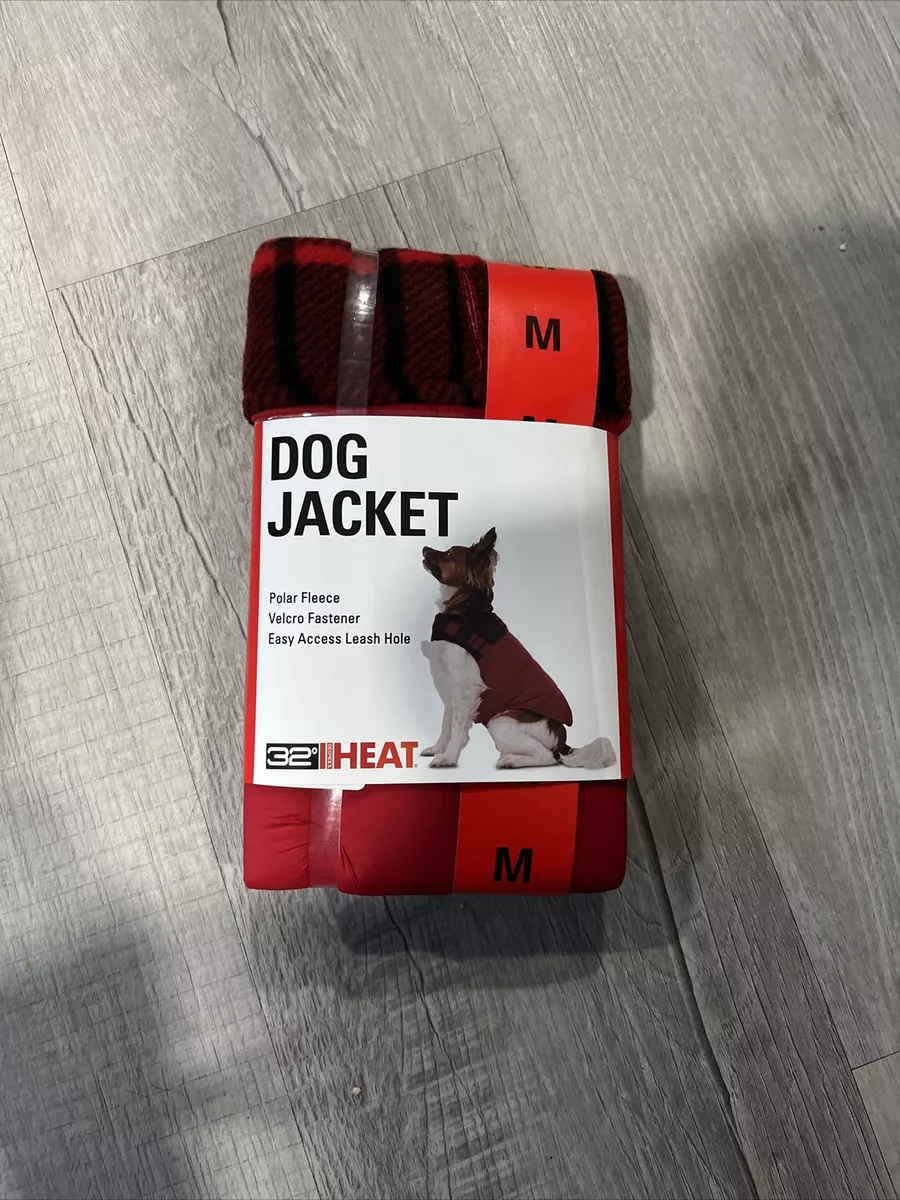 M
DOG
JACKET
Polar Fleece
Velcro Fastener
Easy Access Leash Hole
32° HEAT
M